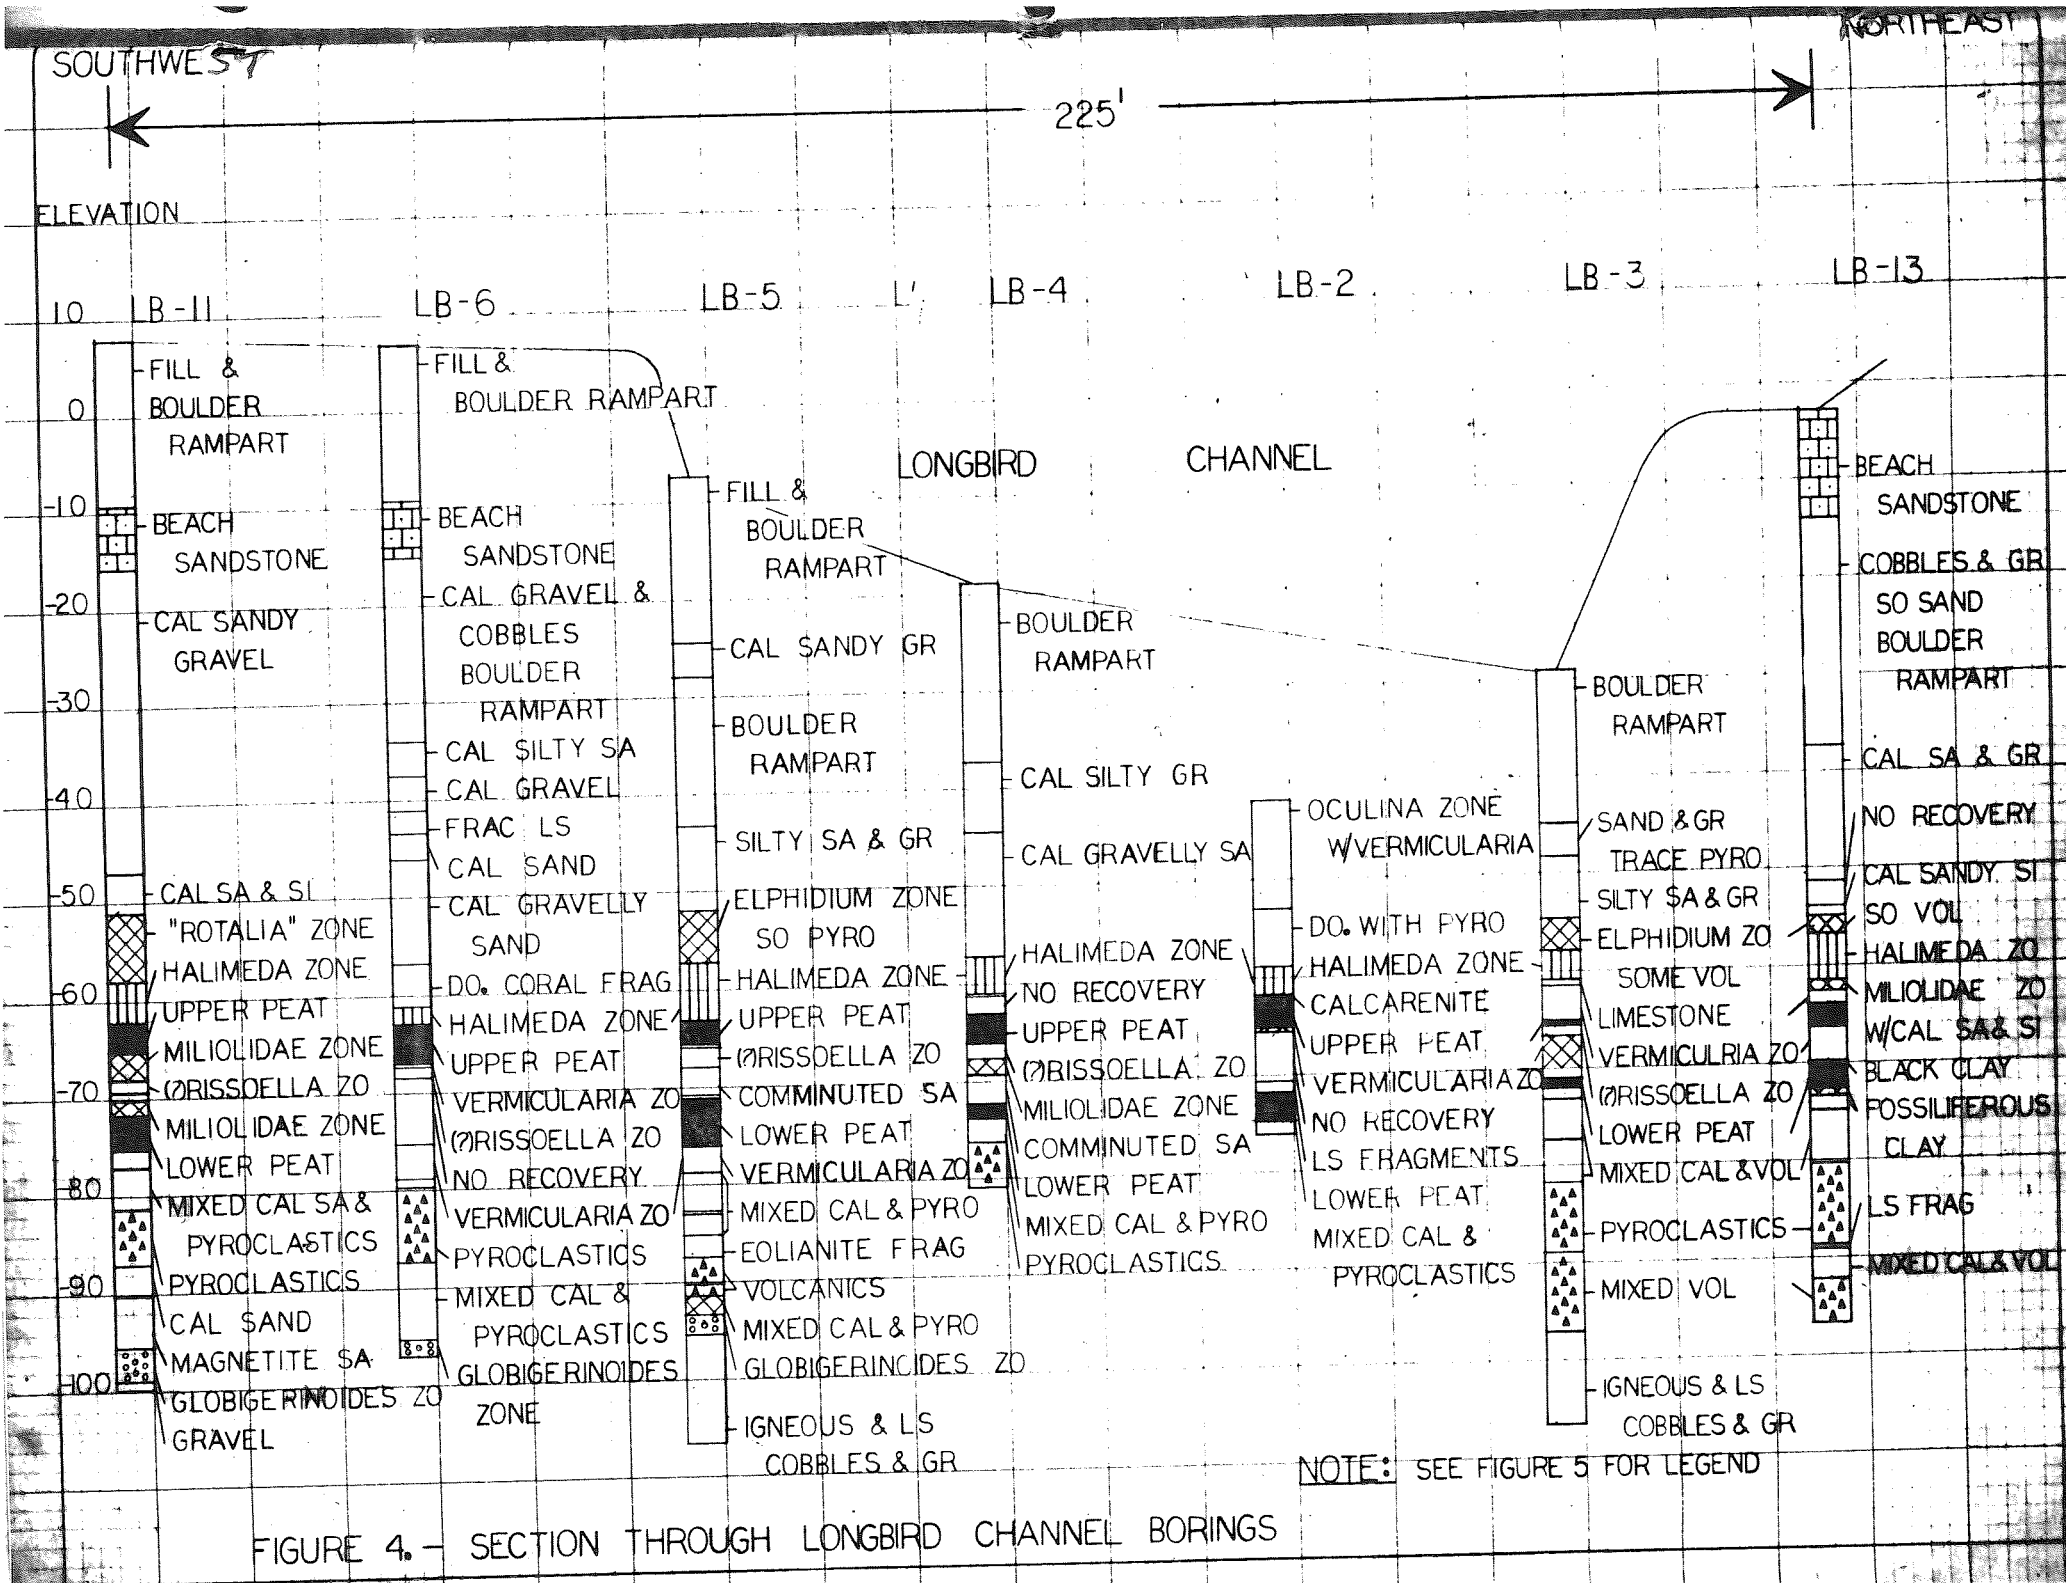 SOUTHWEST
NORTHEAST
225'
ELEVATION
10
0
-10
-20
-30
-40
-50
-60
-70
-80
-90
-100
LB-11
FILL &
BOULDER
RAMPART
BEACH
SANDSTONE
CAL SANDY
GRAVEL
CAL SA & SI
"ROTALIA" ZONE
HALIMEDA ZONE
UPPER PEAT
MILIOLIDAE ZONE
(?)RISSOELLA ZO
MILIOLIDAE ZONE
LOWER PEAT
MIXED CAL SA &
PYROCLASTICS
PYROCLASTICS
CAL SAND
MAGNETITE SA
GLOBIGERINOIDES ZO
GRAVEL
LB-6
FILL &
BOULDER RAMPART
BEACH
SANDSTONE
CAL GRAVEL &
COBBLES
BOULDER
RAMPART
CAL SILTY SA
CAL GRAVEL
FRAC LS
CAL SAND
CAL GRAVELLY
SAND
DO. CORAL FRAG
HALIMEDA ZONE
UPPER PEAT
VERMICULARIA ZO
(?)RISSOELLA ZO
NO RECOVERY
VERMICULARIA ZO
PYROCLASTICS
MIXED CAL &
PYROCLASTICS
GLOBIGERINOIDES
ZONE
LB-5
FILL &
BOULDER
RAMPART
CAL SANDY GR
BOULDER
RAMPART
SILTY SA & GR
ELPHIDIUM ZONE
SO PYRO
HALIMEDA ZONE
UPPER PEAT
(?)RISSOELLA ZO
COMMINUTED SA
LOWER PEAT
VERMICULARIA ZO
MIXED CAL & PYRO
EOLIANITE FRAG
VOLCANICS
MIXED CAL & PYRO
GLOBIGERINCIDES ZO
IGNEOUS & LS
COBBLES & GR
L'
LB-4
LONGBIRD CHANNEL
BOULDER
RAMPART
CAL SILTY GR
CAL GRAVELLY SA
HALIMEDA ZONE
NO RECOVERY
UPPER PEAT
(?)RISSOELLA ZO
MILIOLIDAE ZONE
COMMINUTED SA
LOWER PEAT
MIXED CAL & PYRO
PYROCLASTICS
LB-2
OCULINA ZONE
W/VERMICULARIA
DO. WITH PYRO
HALIMEDA ZONE
CALCARENITE
UPPER PEAT
VERMICULARIA ZO
NO RECOVERY
LS FRAGMENTS
LOWER PEAT
MIXED CAL &
PYROCLASTICS
LB-3
BOULDER
RAMPART
SAND & GR
TRACE PYRO
SILTY SA & GR
ELPHIDIUM ZO
SOME VOL
LIMESTONE
VERMICULRIA ZO
(?)RISSOELLA ZO
LOWER PEAT
MIXED CAL & VOL
PYROCLASTICS
MIXED VOL
IGNEOUS & LS
COBBLES & GR
LB-13
BEACH
SANDSTONE
COBBLES & GR
SO SAND
BOULDER
RAMPART
CAL SA & GR
NO RECOVERY
CAL SANDY SI
SO VOL
HALIMEDA ZO
MILIOLIDAE ZO
W/CAL SA & SI
BLACK CLAY
FOSSILIFEROUS
CLAY
LS FRAG
MIXED CAL & VOL
NOTE: SEE FIGURE 5 FOR LEGEND
FIGURE 4. - SECTION THROUGH LONGBIRD CHANNEL BORINGS